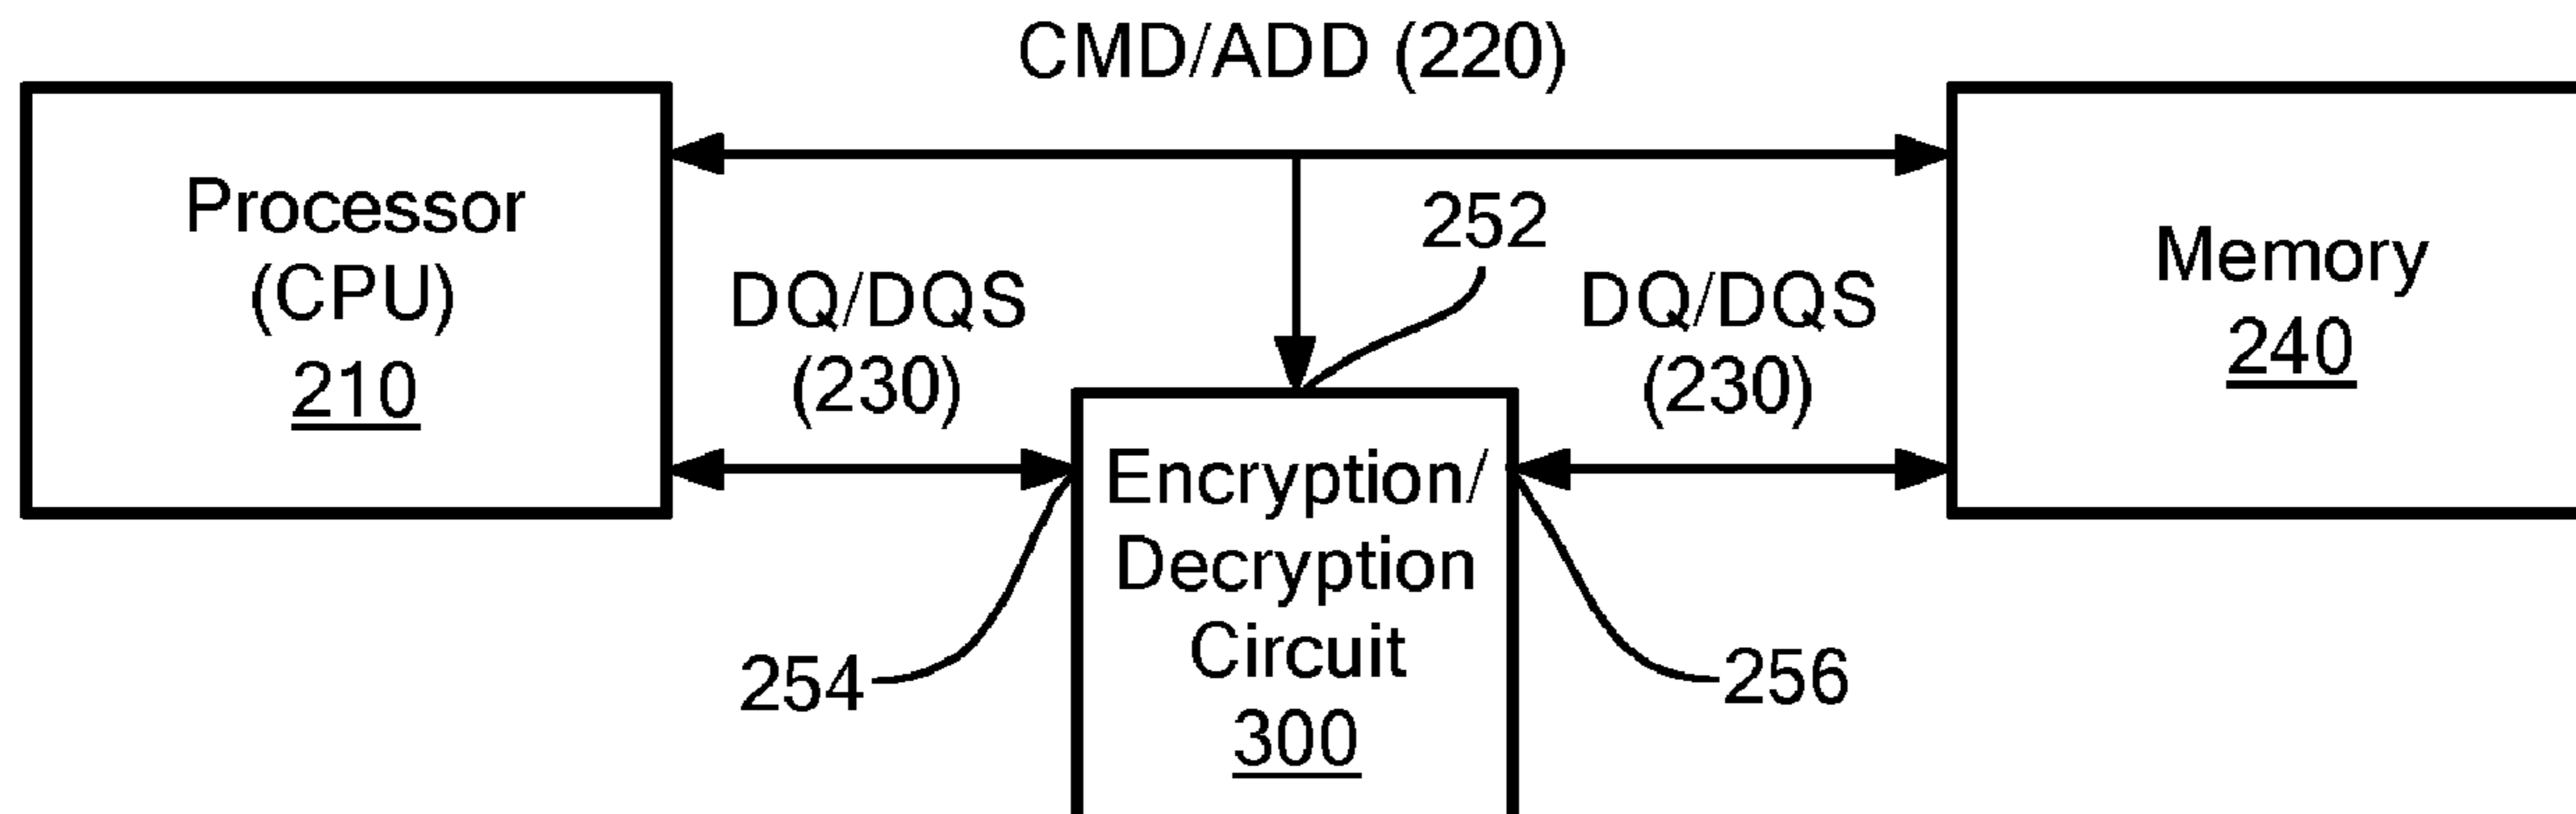 CMD/ADD (220)
Processor
(CPU)
210
DQ/DQS
(230)
252
DQ/DQS
(230)
Memory
240
Encryption/
Decryption
Circuit
300
254
256